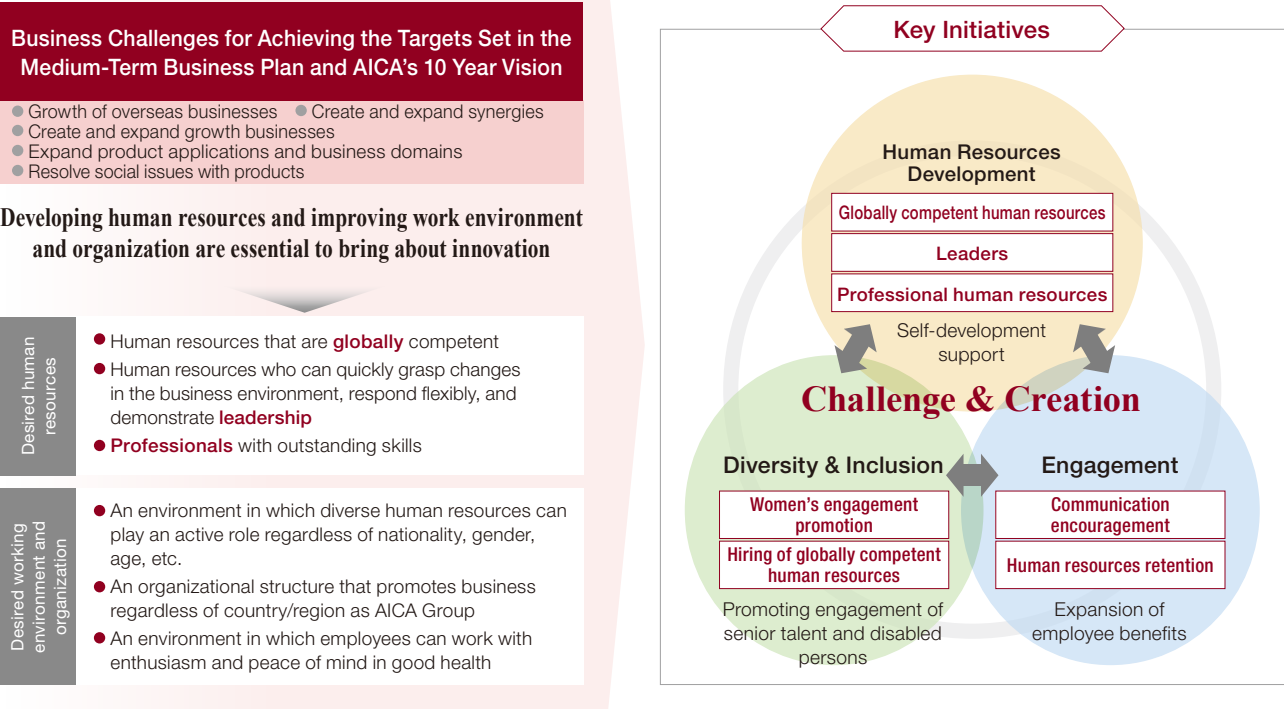 Business Challenges for Achieving the Targets Set in the
Medium-Term Business Plan and AICA's 10 Year Vision
Growth of overseas businesses
Create and expand synergies
Create and expand growth businesses
Expand product applications and business domains
Resolve social issues with products
Developing human resources and improving work environment
and organization are essential to bring about innovation
Desired human
resources
Human resources that are globally competent
Human resources who can quickly grasp changes
in the business environment, respond flexibly, and
demonstrate leadership
Professionals with outstanding skills
Desired working
environment and
organization
An environment in which diverse human resources can
play an active role regardless of nationality, gender,
age, etc.
An organizational structure that promotes business
regardless of country/region as AICA Group
An environment in which employees can work with
enthusiasm and peace of mind in good health
Key Initiatives
Human Resources
Development
Globally competent human resources
Leaders
Professional human resources
Self-development
support
Challenge & Creation
Diversity & Inclusion
Women's engagement
promotion
Hiring of globally competent
human resources
Promoting engagement of
senior talent and disabled
persons
Engagement
Communication
encouragement
Human resources retention
Expansion of
employee benefits